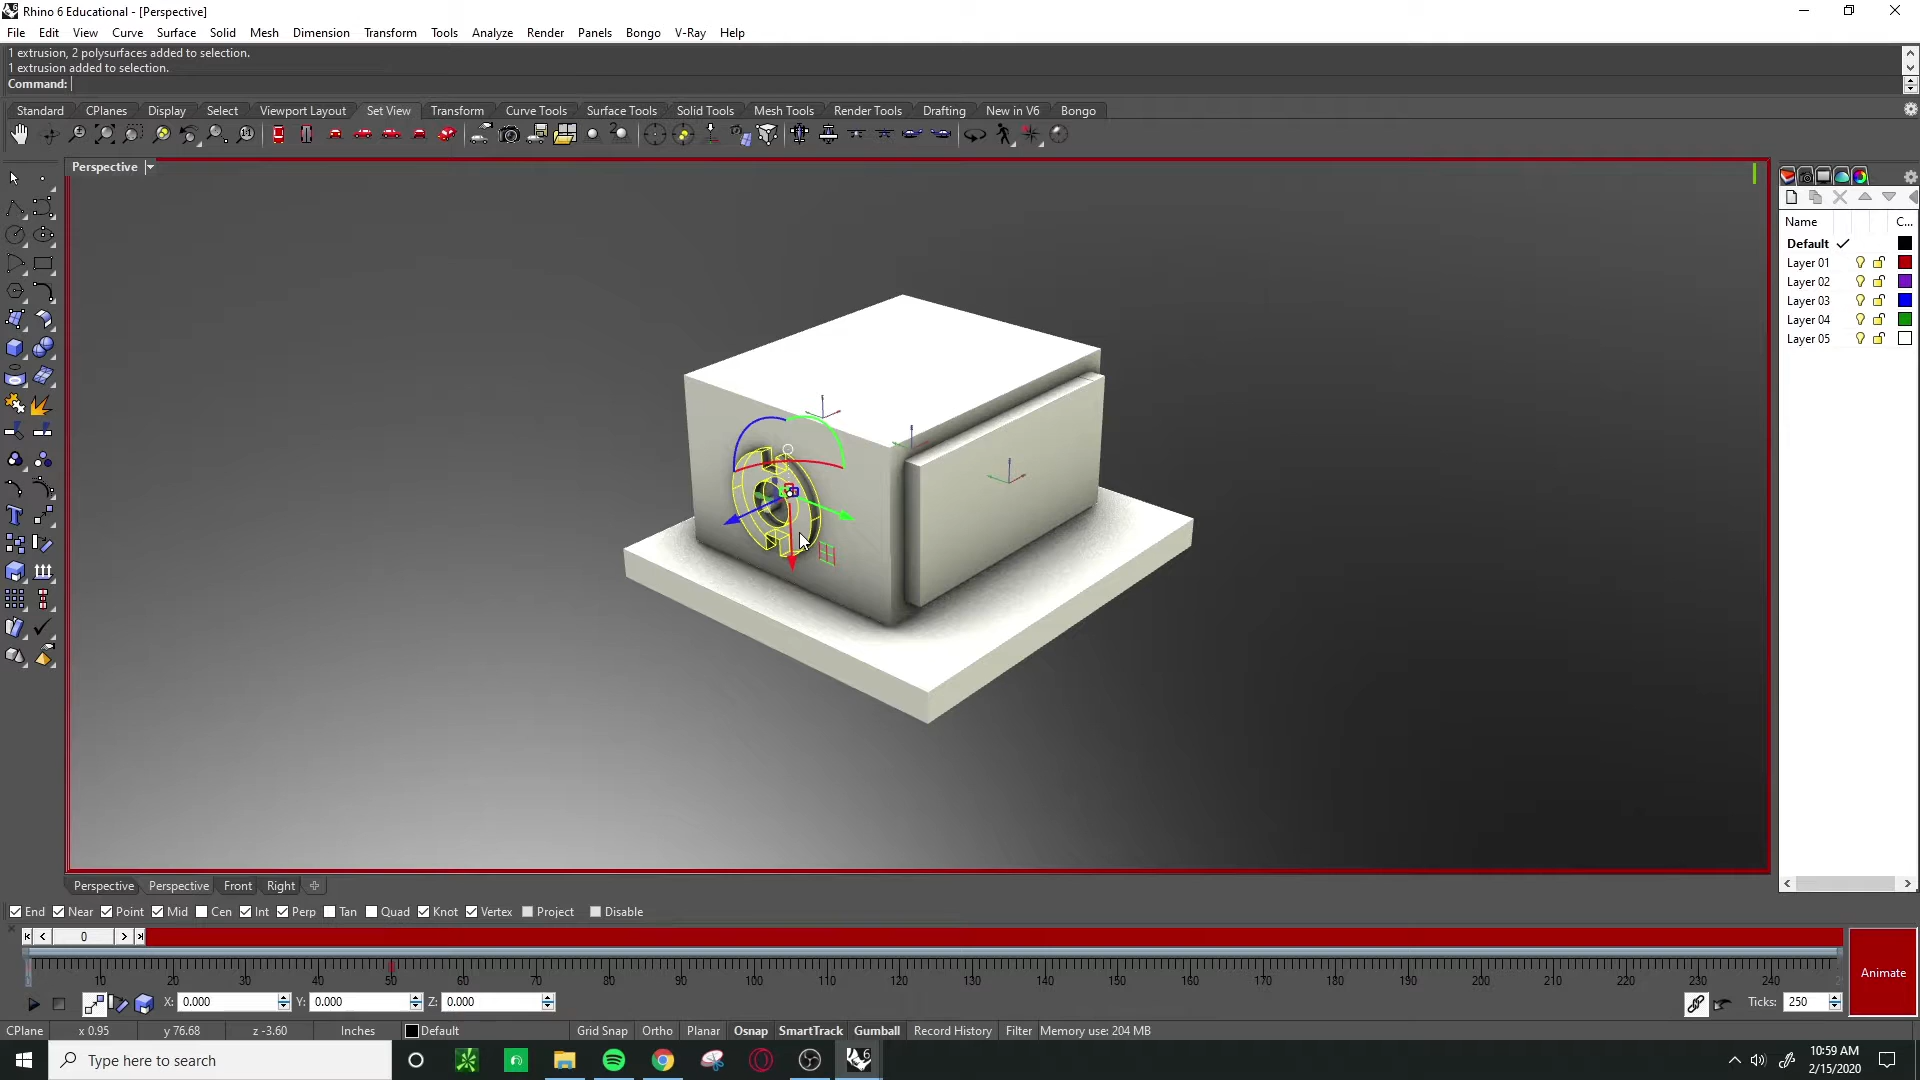 Rhino 6 Educational - [Perspective]
File Edit View Curve Surface Solid Mesh Dimension Transform Tools Analyze Render Panels Bongo V-Ray Help
1 extrusion, 2 polysurfaces added to selection.
1 extrusion added to selection.
Command:
Standard CPlanes Display Select Viewport Layout Set View Transform Curve Tools Surface Tools Solid Tools Mesh Tools Render Tools Drafting New in V6 Bongo
Perspective
Name C...
Default
Layer 01
Layer 02
Layer 03
Layer 04
Layer 05
Perspective Perspective Front Right
End Near Point Mid Cen Int Perp Tan Quad Knot Vertex Project Disable
0
10 20 30 40 50 60 70 80 90 100 110 120 130 140 150 160 170 180 190 200 210 220 230 240
Animate
X: 0.000 Y: 0.000 Z: 0.000 Ticks: 250
CPlane x 0.95 y 76.68 z -3.60 Inches Default Grid Snap Ortho Planar Osnap SmartTrack Gumball Record History Filter Memory use: 204 MB
Type here to search
10:59 AM
2/15/2020